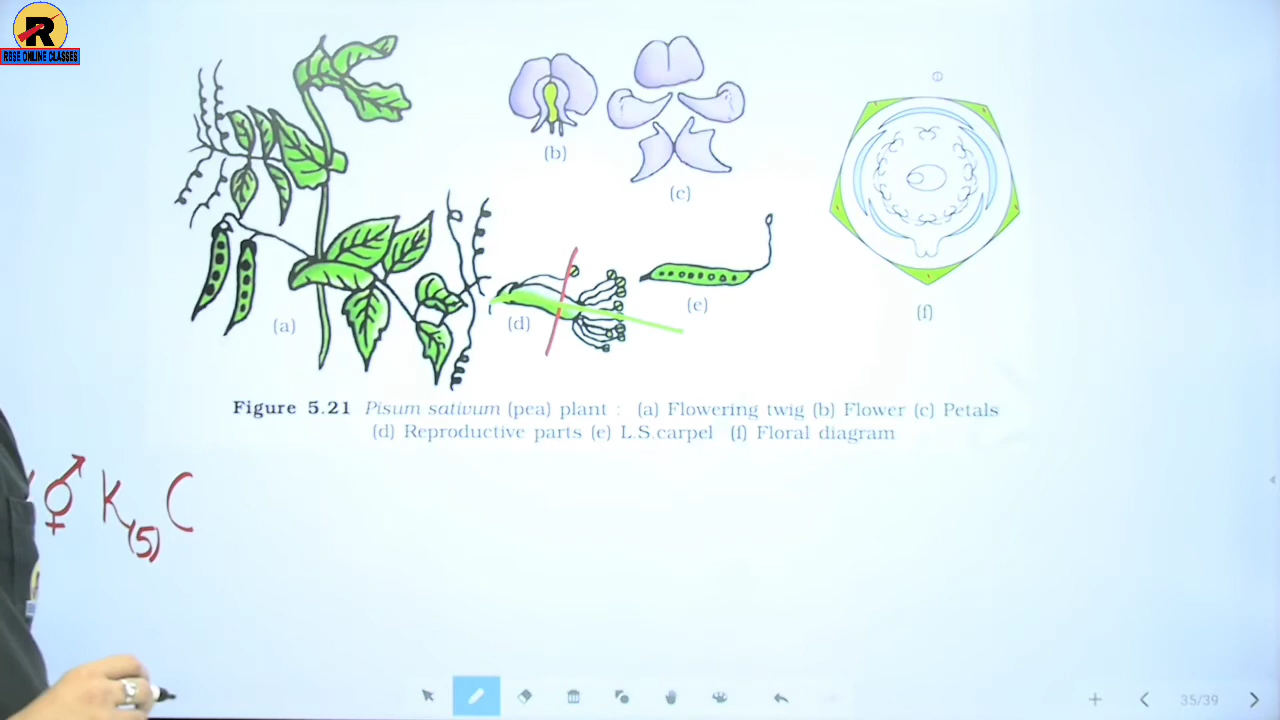 R
RBSE ONLINE CLASSES
(a)
(b)
(c)
(d)
(e)
(f)
Figure 5.21 Pisum sativum (pea) plant : (a) Flowering twig (b) Flower (c) Petals
(d) Reproductive parts (e) L.S.carpel (f) Floral diagram
⚥ K(5) C
35/39